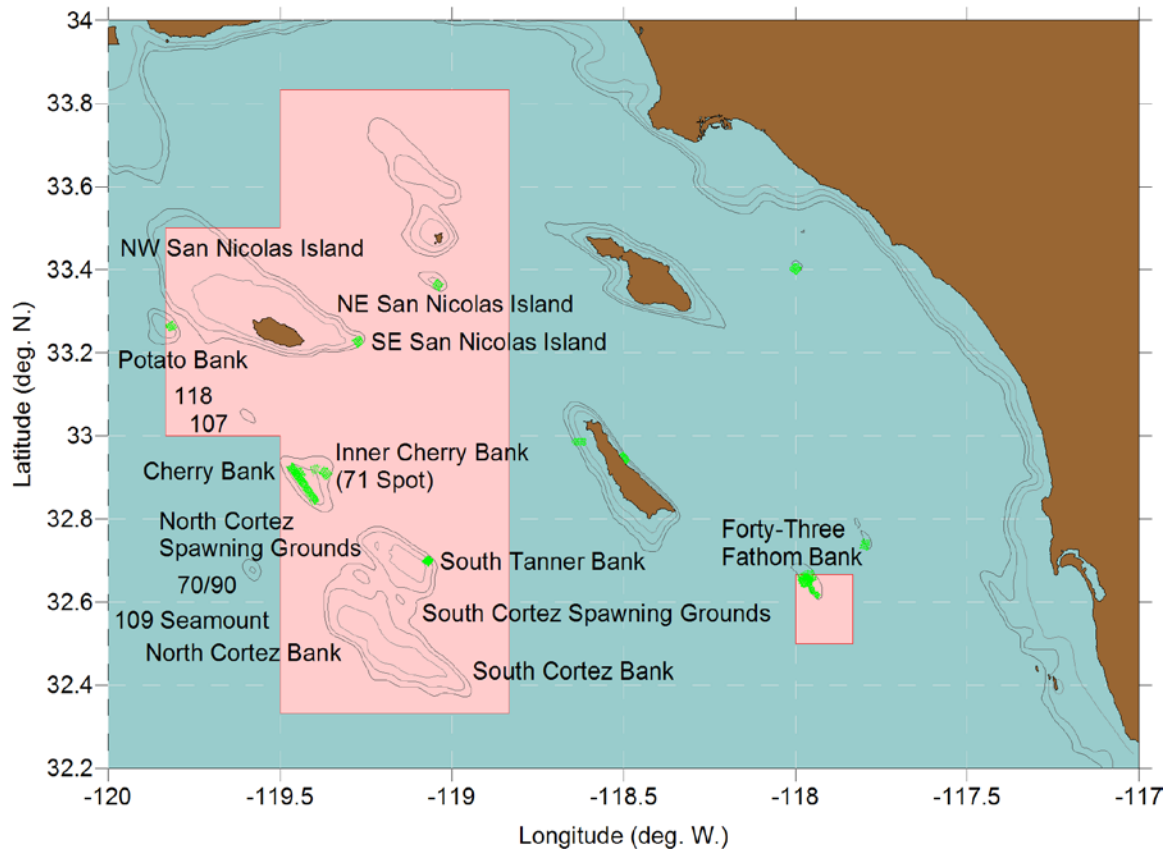 34
33.8
33.6
33.4
33.2
33
32.8
32.6
32.4
32.2
Latitude (deg. N.)
NW San Nicolas Island
NE San Nicolas Island
SE San Nicolas Island
Potato Bank
118
107
Inner Cherry Bank
(71 Spot)
Cherry Bank
North Cortez
Spawning Grounds
Forty-Three
Fathom Bank
South Tanner Bank
70/90
South Cortez Spawning Grounds
109 Seamount
North Cortez Bank
South Cortez Bank
-120
-119.5
-119
-118.5
-118
-117.5
-117
Longitude (deg. W.)